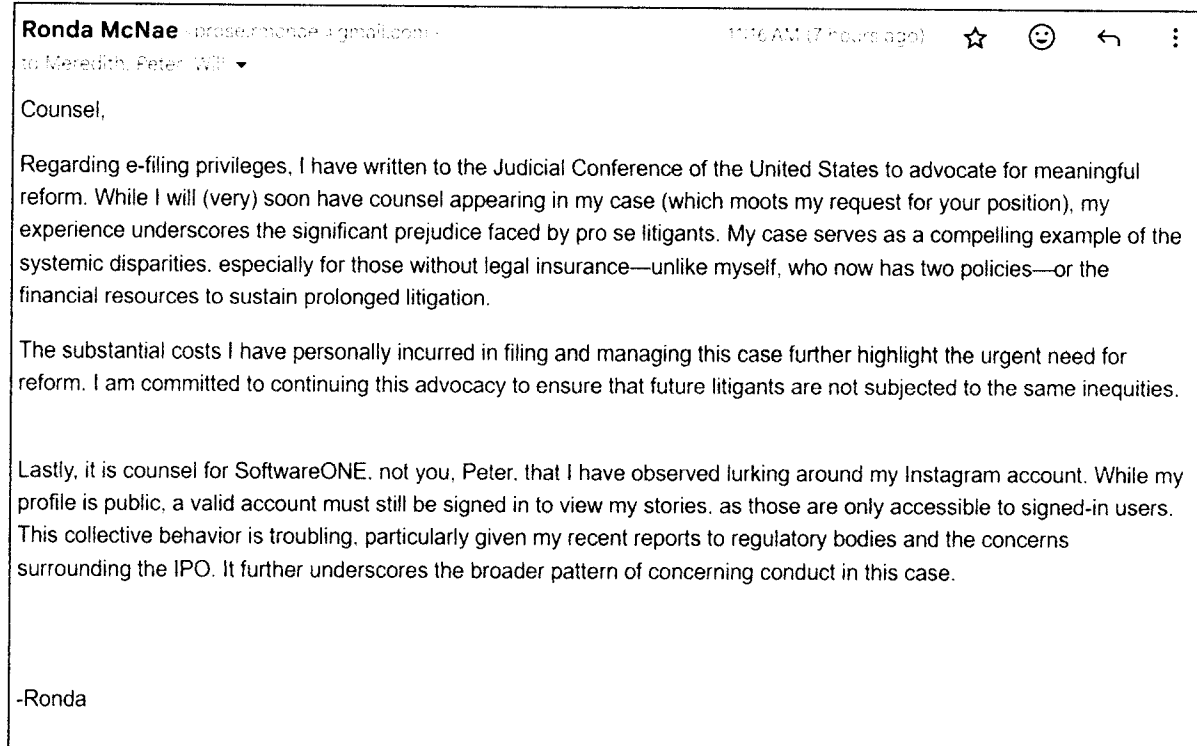 Ronda McNae
to Meredith, Peter, Will
Counsel,
Regarding e-filing privileges, I have written to the Judicial Conference of the United States to advocate for meaningful
reform. While I will (very) soon have counsel appearing in my case (which moots my request for your position), my
experience underscores the significant prejudice faced by pro se litigants. My case serves as a compelling example of the
systemic disparities. especially for those without legal insurance—unlike myself, who now has two policies—or the
financial resources to sustain prolonged litigation.
The substantial costs I have personally incurred in filing and managing this case further highlight the urgent need for
reform. I am committed to continuing this advocacy to ensure that future litigants are not subjected to the same inequities.
Lastly, it is counsel for SoftwareONE. not you, Peter. that I have observed lurking around my Instagram account. While my
profile is public, a valid account must still be signed in to view my stories. as those are only accessible to signed-in users.
This collective behavior is troubling. particularly given my recent reports to regulatory bodies and the concerns
surrounding the IPO. It further underscores the broader pattern of concerning conduct in this case.
-Ronda